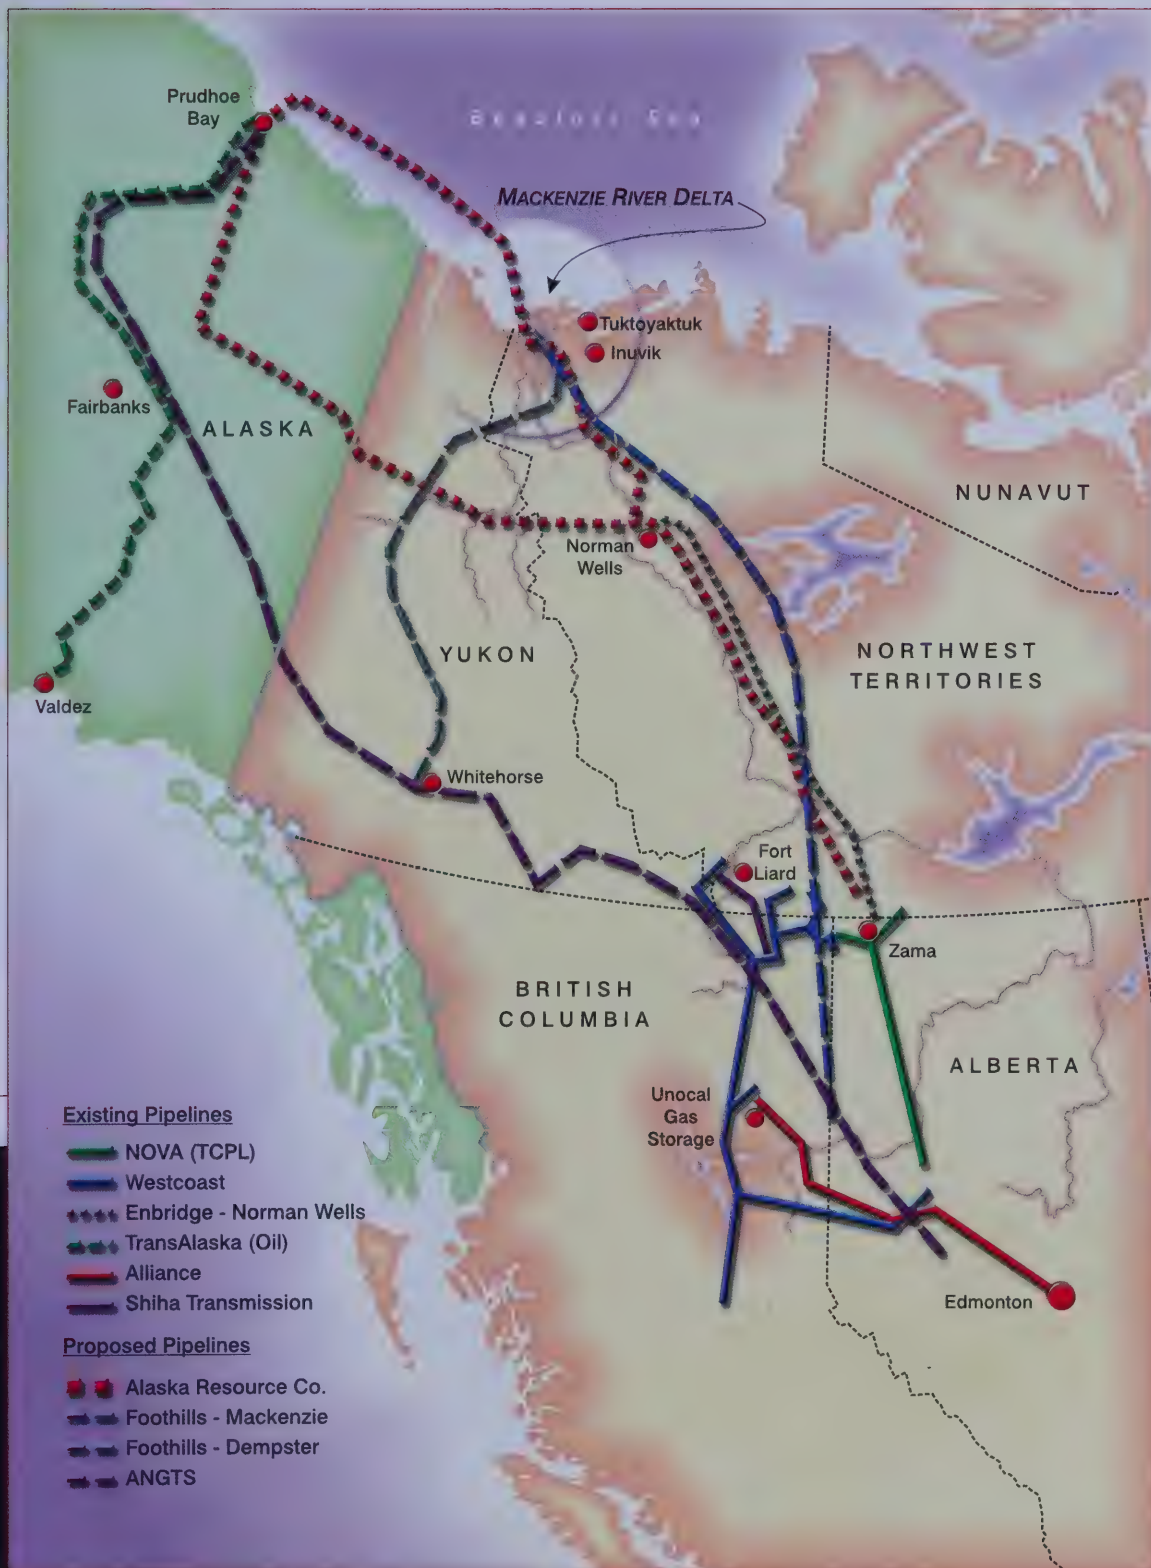 Prudhoe
Bay
Beaufort Sea
MACKENZIE RIVER DELTA
Tuktoyaktuk
Inuvik
Fairbanks
ALASKA
NUNAVUT
Norman
Wells
YUKON
NORTHWEST
TERRITORIES
Valdez
Whitehorse
Fort
Liard
Zama
BRITISH
COLUMBIA
ALBERTA
Unocal
Gas
Storage
Edmonton
Existing Pipelines
NOVA (TCPL)
Westcoast
Enbridge - Norman Wells
TransAlaska (Oil)
Alliance
Shiha Transmission
Proposed Pipelines
Alaska Resource Co.
Foothills - Mackenzie
Foothills - Dempster
ANGTS